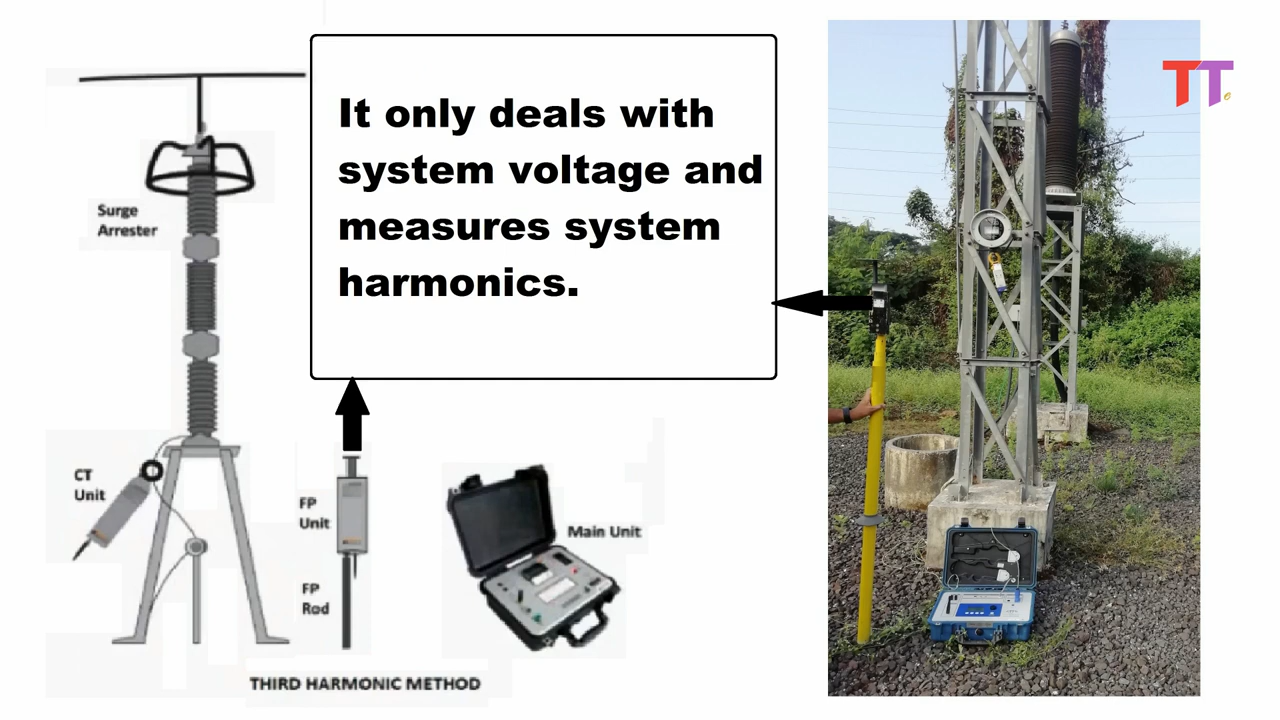 It only deals with
system voltage and
measures system
harmonics.
TT
Surge
Arrester
CT
Unit
FP
Unit
FP
Rod
Main Unit
THIRD HARMONIC METHOD